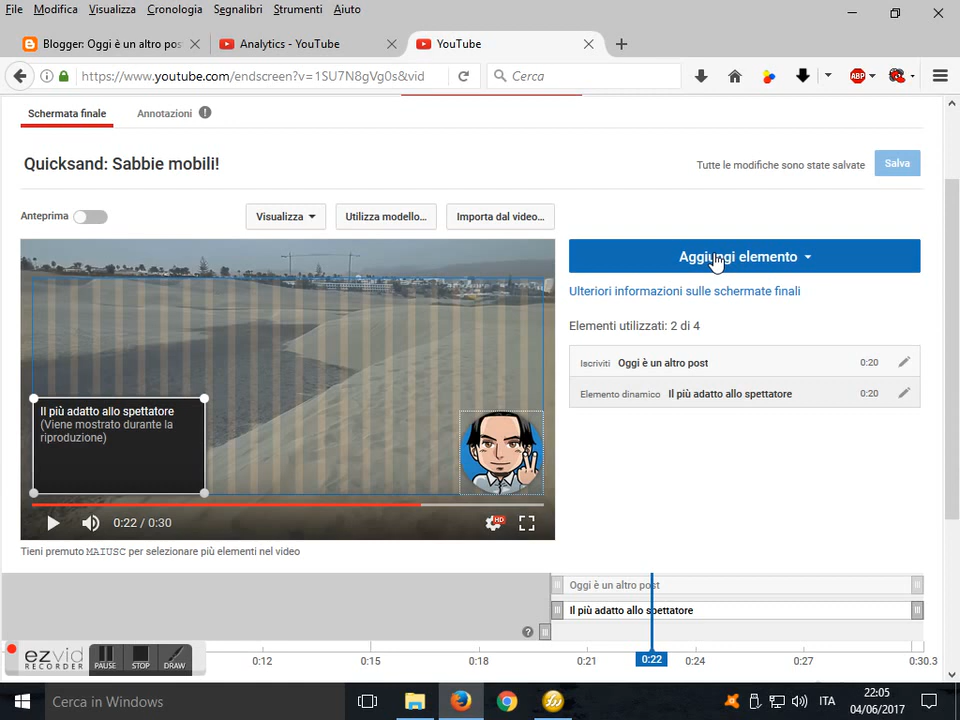 File Modifica Visualizza Cronologia Segnalibri Strumenti Aiuto
Blogger: Oggi è un altro pos
Analytics - YouTube
YouTube
https://www.youtube.com/endscreen?v=1SU7N8gVg0s&vid
Cerca
ABP
Schermata finale
Annotazioni
Quicksand: Sabbie mobili!
Tutte le modifiche sono state salvate
Salva
Anteprima
Visualizza
Utilizza modello...
Importa dal video...
Aggiungi elemento
Ulteriori informazioni sulle schermate finali
Elementi utilizzati: 2 di 4
Iscriviti Oggi è un altro post 0:20
Elemento dinamico Il più adatto allo spettatore 0:20
Il più adatto allo spettatore
(Viene mostrato durante la
riproduzione)
0:22 / 0:30
HD
Tieni premuto MAIUSC per selezionare più elementi nel video
Oggi è un altro post
Il più adatto allo spettatore
?
ezvid
RECORDER
PAUSE
STOP
DRAW
0:12
0:15
0:18
0:21
0:22
0:24
0:27
0:30.3
Cerca in Windows
ITA
22:05
04/06/2017